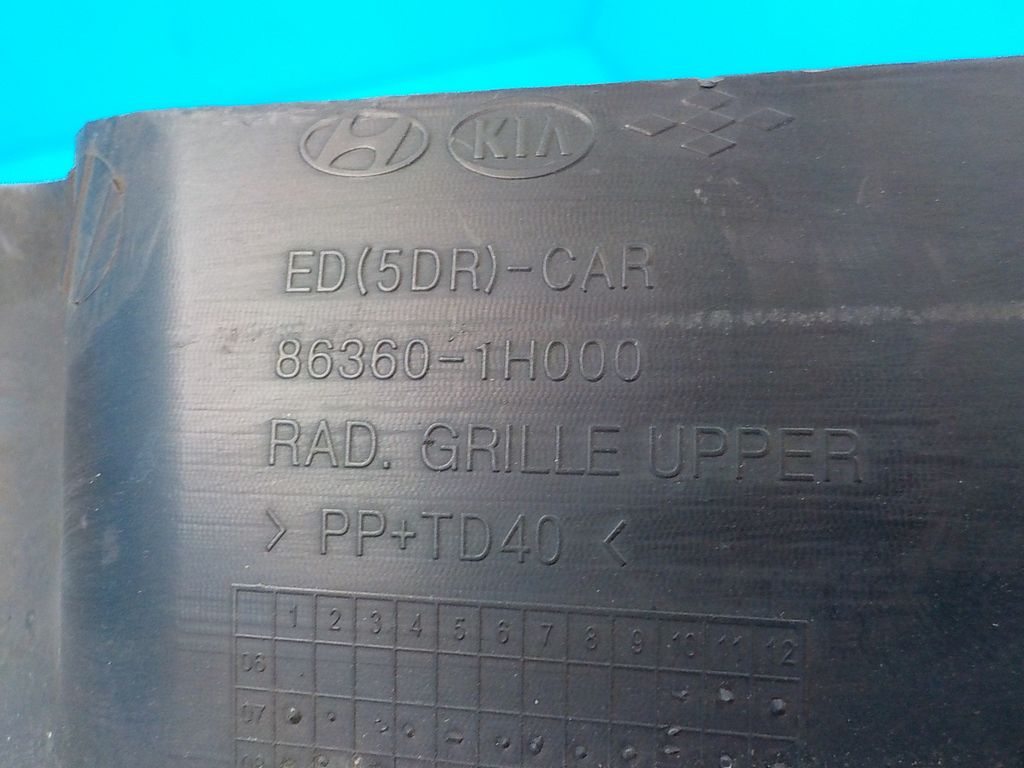 KIA
ED(5DR)-CAR
86360-1H000
RAD. GRILLE UPPER
> PP+TD40 <
1 2 3 4 5 6 7 8 9 10 11 12
06
07